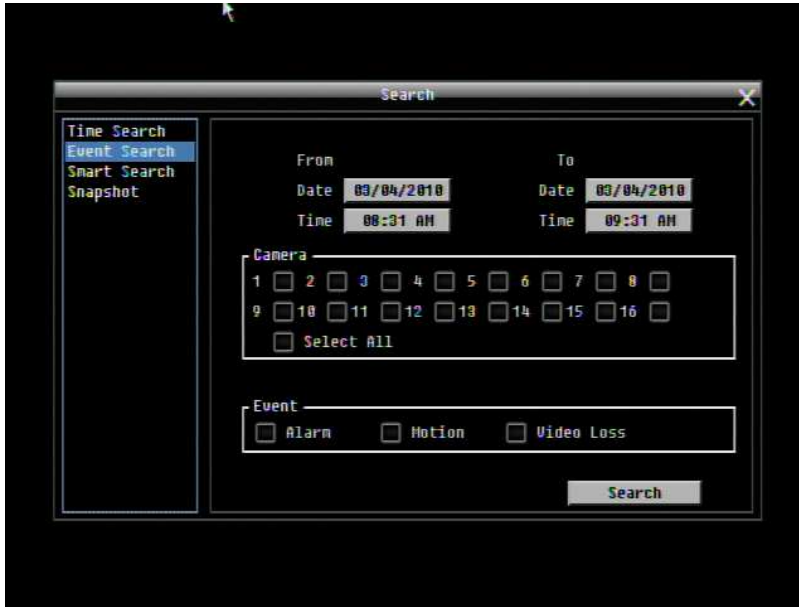 Search
Time Search
Event Search
Smart Search
Snapshot
From To
Date 03/04/2010 Date 03/04/2010
Time 08:31 AM Time 09:31 AM
Camera
1 2 3 4 5 6 7 8
9 10 11 12 13 14 15 16
Select All
Event
Alarm Motion Video Loss
Search